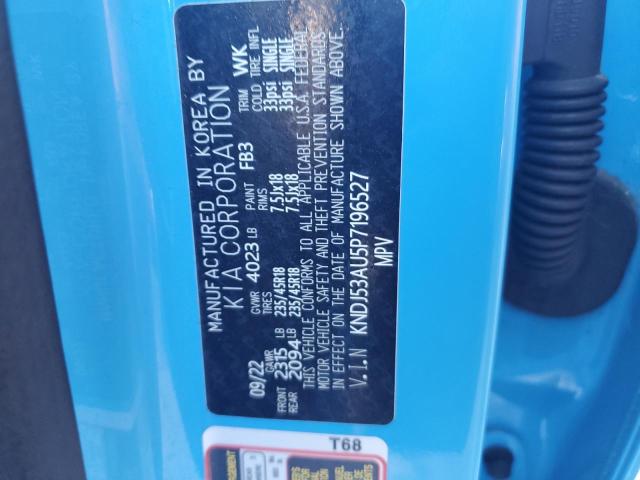 MANUFACTURED IN KOREA BY
KIA CORPORATION
09/22 GVWR 4023 LB PAINT FB3 TRIM WK
GAWR TIRES RIMS COLD TIRE INFL
FRONT 2315 LB 235/45R18 7.5Jx18 33psi SINGLE
REAR 2094 LB 235/45R18 7.5Jx18 33psi SINGLE
THIS VEHICLE CONFORMS TO ALL APPLICABLE U.S.A. FEDERAL
MOTOR VEHICLE SAFETY AND THEFT PREVENTION STANDARDS
IN EFFECT ON THE DATE OF MANUFACTURE SHOWN ABOVE.
V.I.N KNDJ53AU5P7196527
MPV
T68